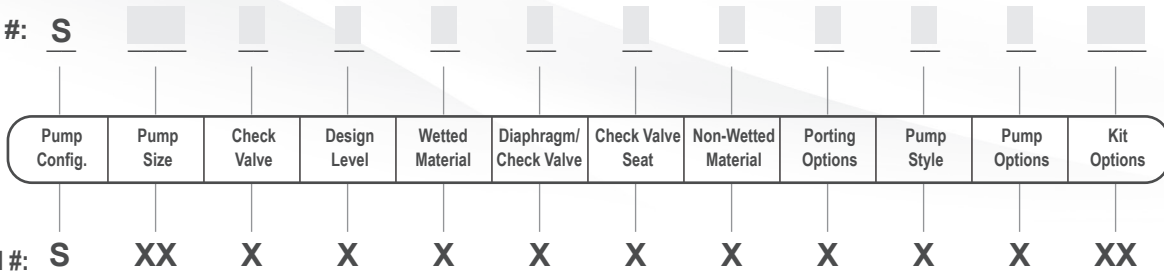 #: S
Pump Config. Pump Size Check Valve Design Level Wetted Material Diaphragm/ Check Valve Check Valve Seat Non-Wetted Material Porting Options Pump Style Pump Options Kit Options
#: S XX X X X X X X X X X XX